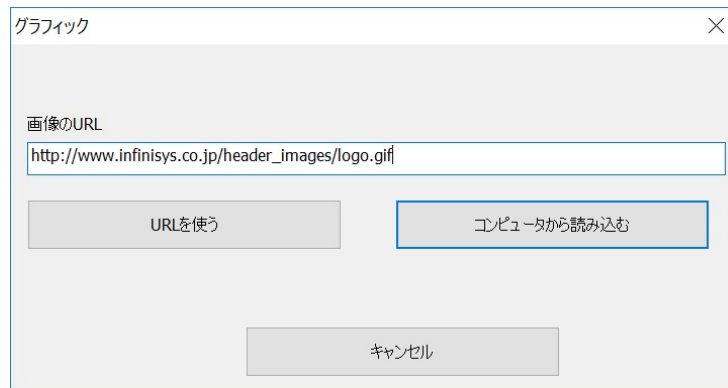 グラフィック
画像のURL
http://www.infinisys.co.jp/header_images/logo.gif
URLを使う
コンピュータから読み込む
キャンセル